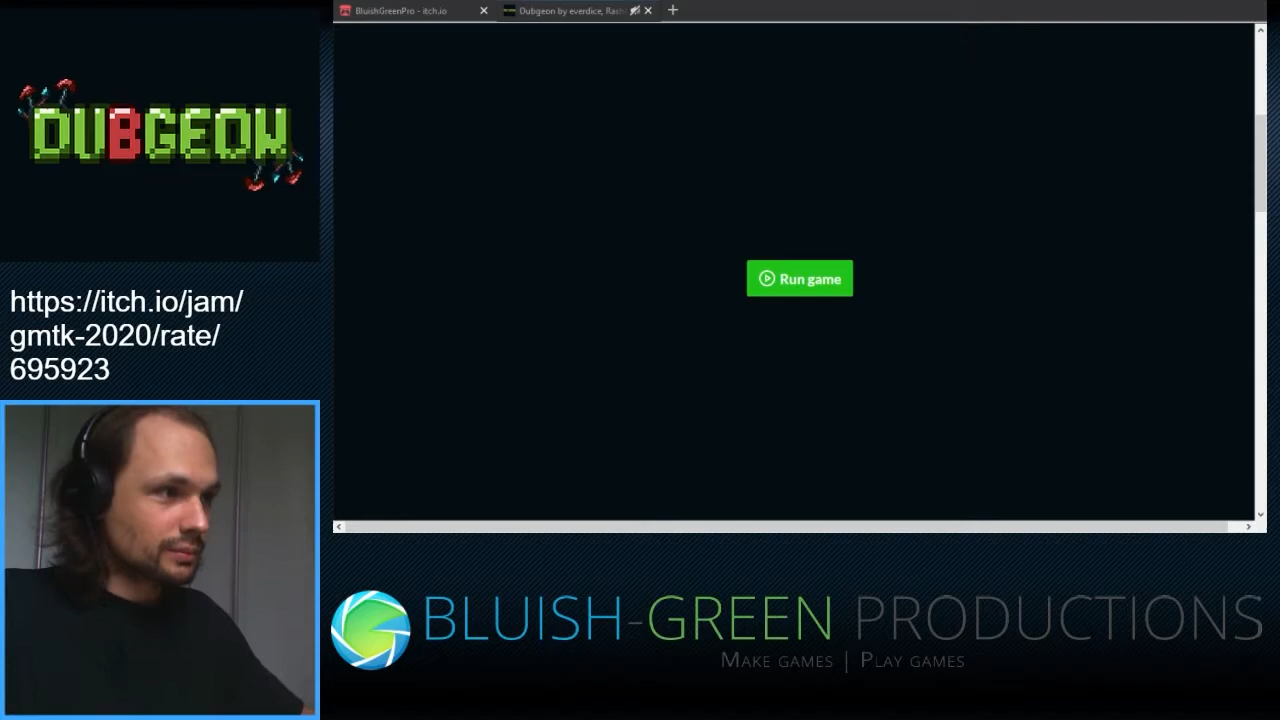 BluishGreenPro - itch.io
Dubgeon by everdice, Rash
DUBGEON
Run game
https://itch.io/jam/
gmtk-2020/rate/
695923
BLUISH-GREEN PRODUCTIONS
MAKE GAMES | PLAY GAMES